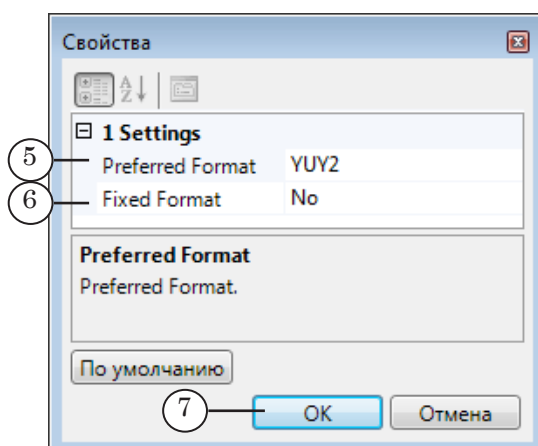 Свойства
1 Settings
5 Preferred Format YUY2
6 Fixed Format No
Preferred Format
Preferred Format.
По умолчанию
7 OK Отмена